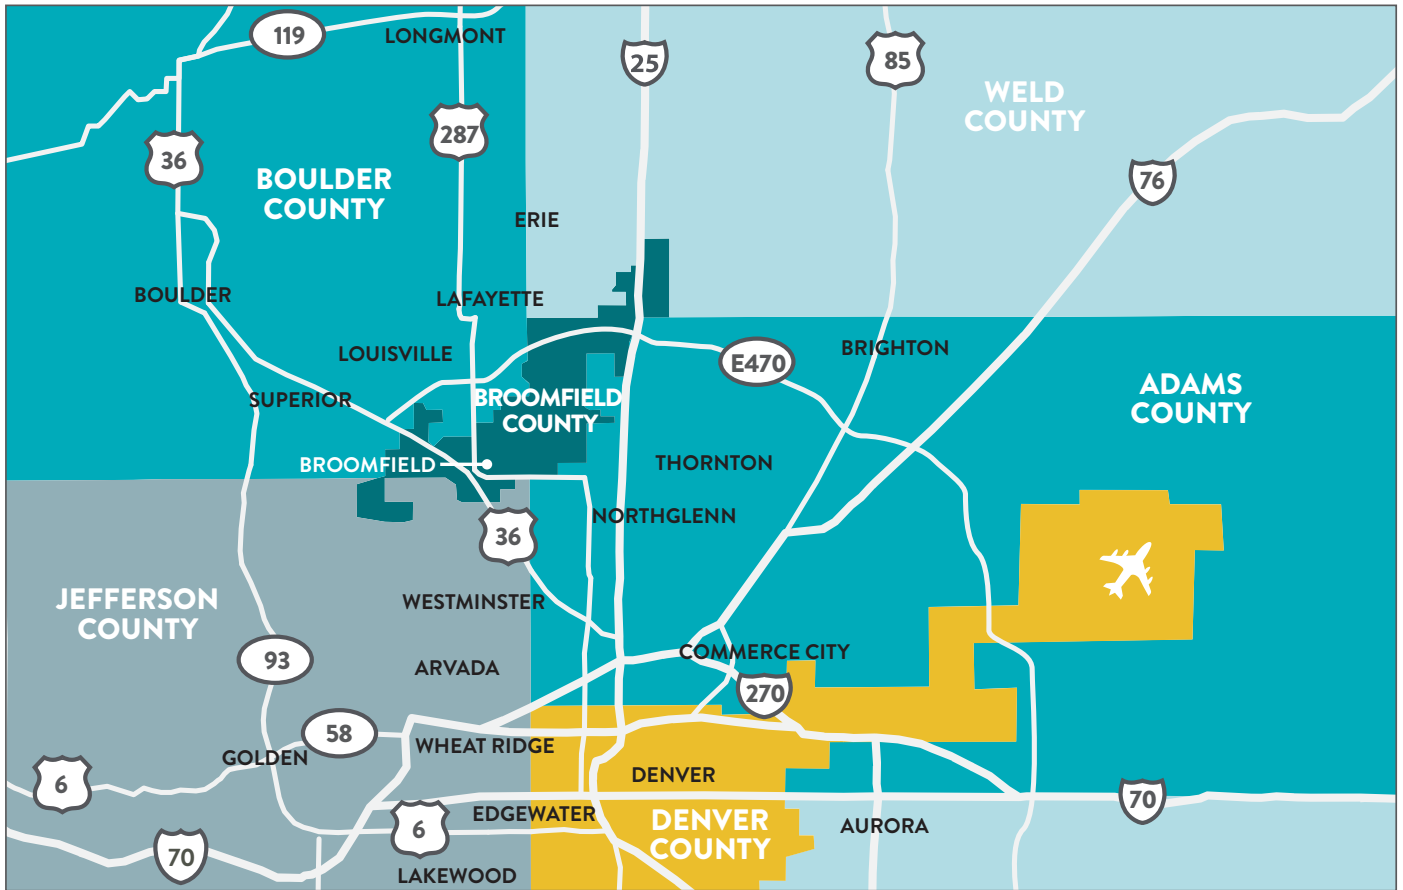 119
LONGMONT
25
85
WELD
COUNTY
287
36
76
BOULDER
COUNTY
ERIE
BOULDER
LAFAYETTE
LOUISVILLE
E470
BRIGHTON
SUPERIOR
BROOMFIELD
COUNTY
ADAMS
COUNTY
BROOMFIELD
THORNTON
NORTHGLENN
36
JEFFERSON
COUNTY
WESTMINSTER
93
ARVADA
COMMERCE CITY
270
58
GOLDEN
WHEAT RIDGE
6
DENVER
70
EDGEWATER
6
DENVER
COUNTY
AURORA
70
LAKEWOOD